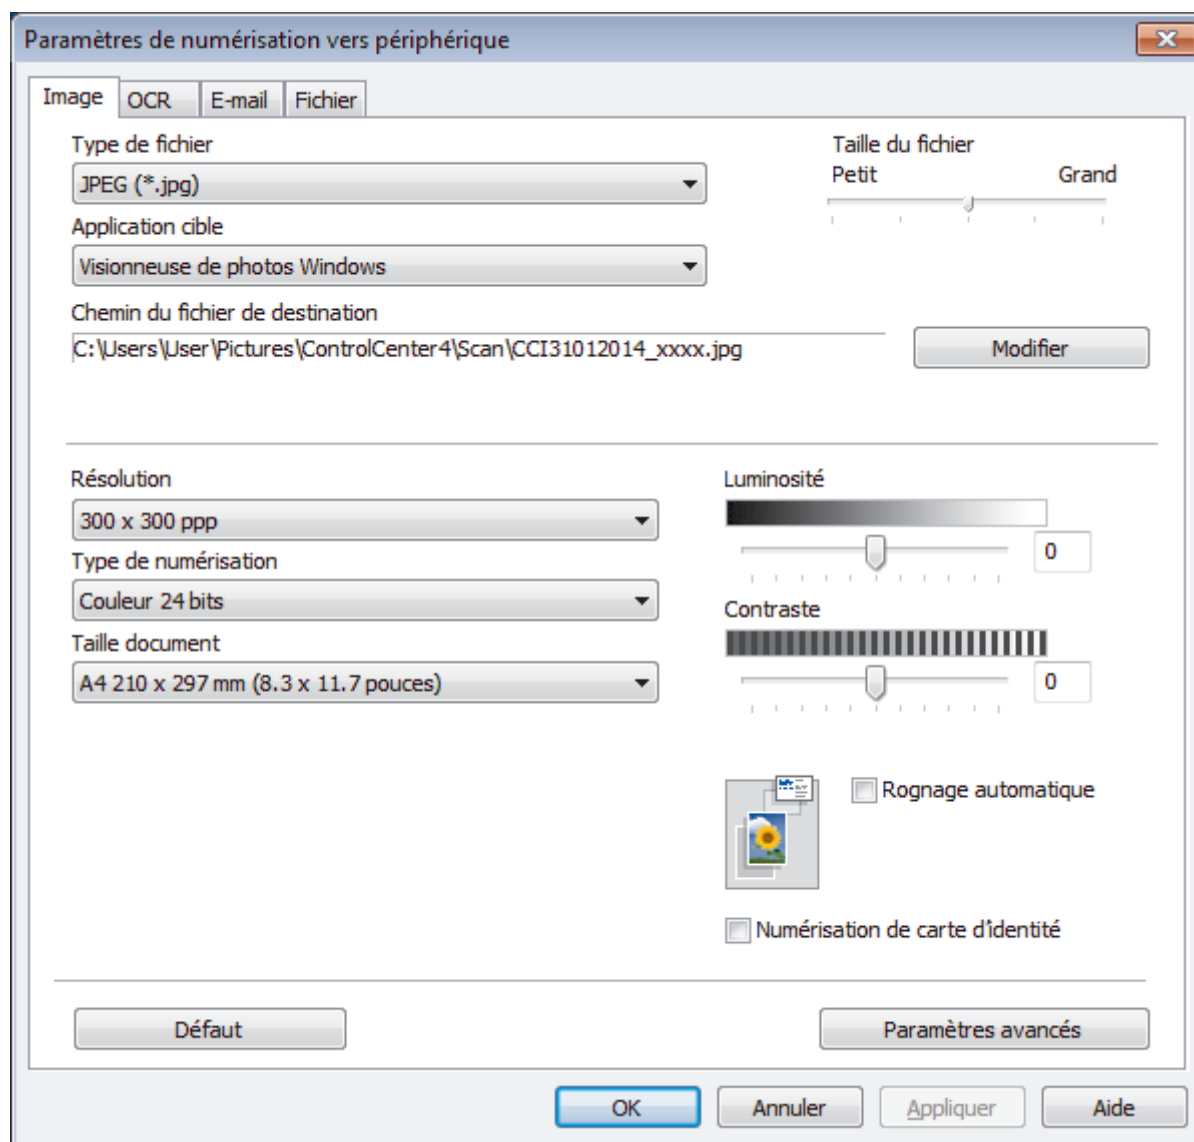 Paramètres de numérisation vers périphérique
Image OCR E-mail Fichier
Type de fichier
JPEG (*.jpg)
Taille du fichier
Petit Grand
Application cible
Visionneuse de photos Windows
Chemin du fichier de destination
C:\Users\User\Pictures\ControlCenter4\Scan\CCI31012014_xxxx.jpg
Modifier
Résolution
300 x 300 ppp
Type de numérisation
Couleur 24 bits
Taille document
A4 210 x 297 mm (8.3 x 11.7 pouces)
Luminosité
0
Contraste
0
Rognage automatique
Numérisation de carte d'identité
Défaut Paramètres avancés
OK Annuler Appliquer Aide